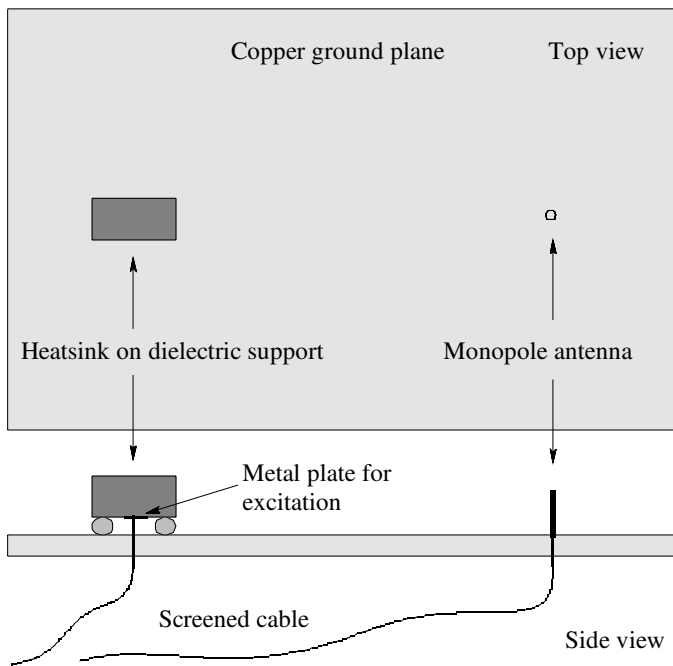 Copper ground plane
Top view
Heatsink on dielectric support
Monopole antenna
Metal plate for
excitation
Screened cable
Side view